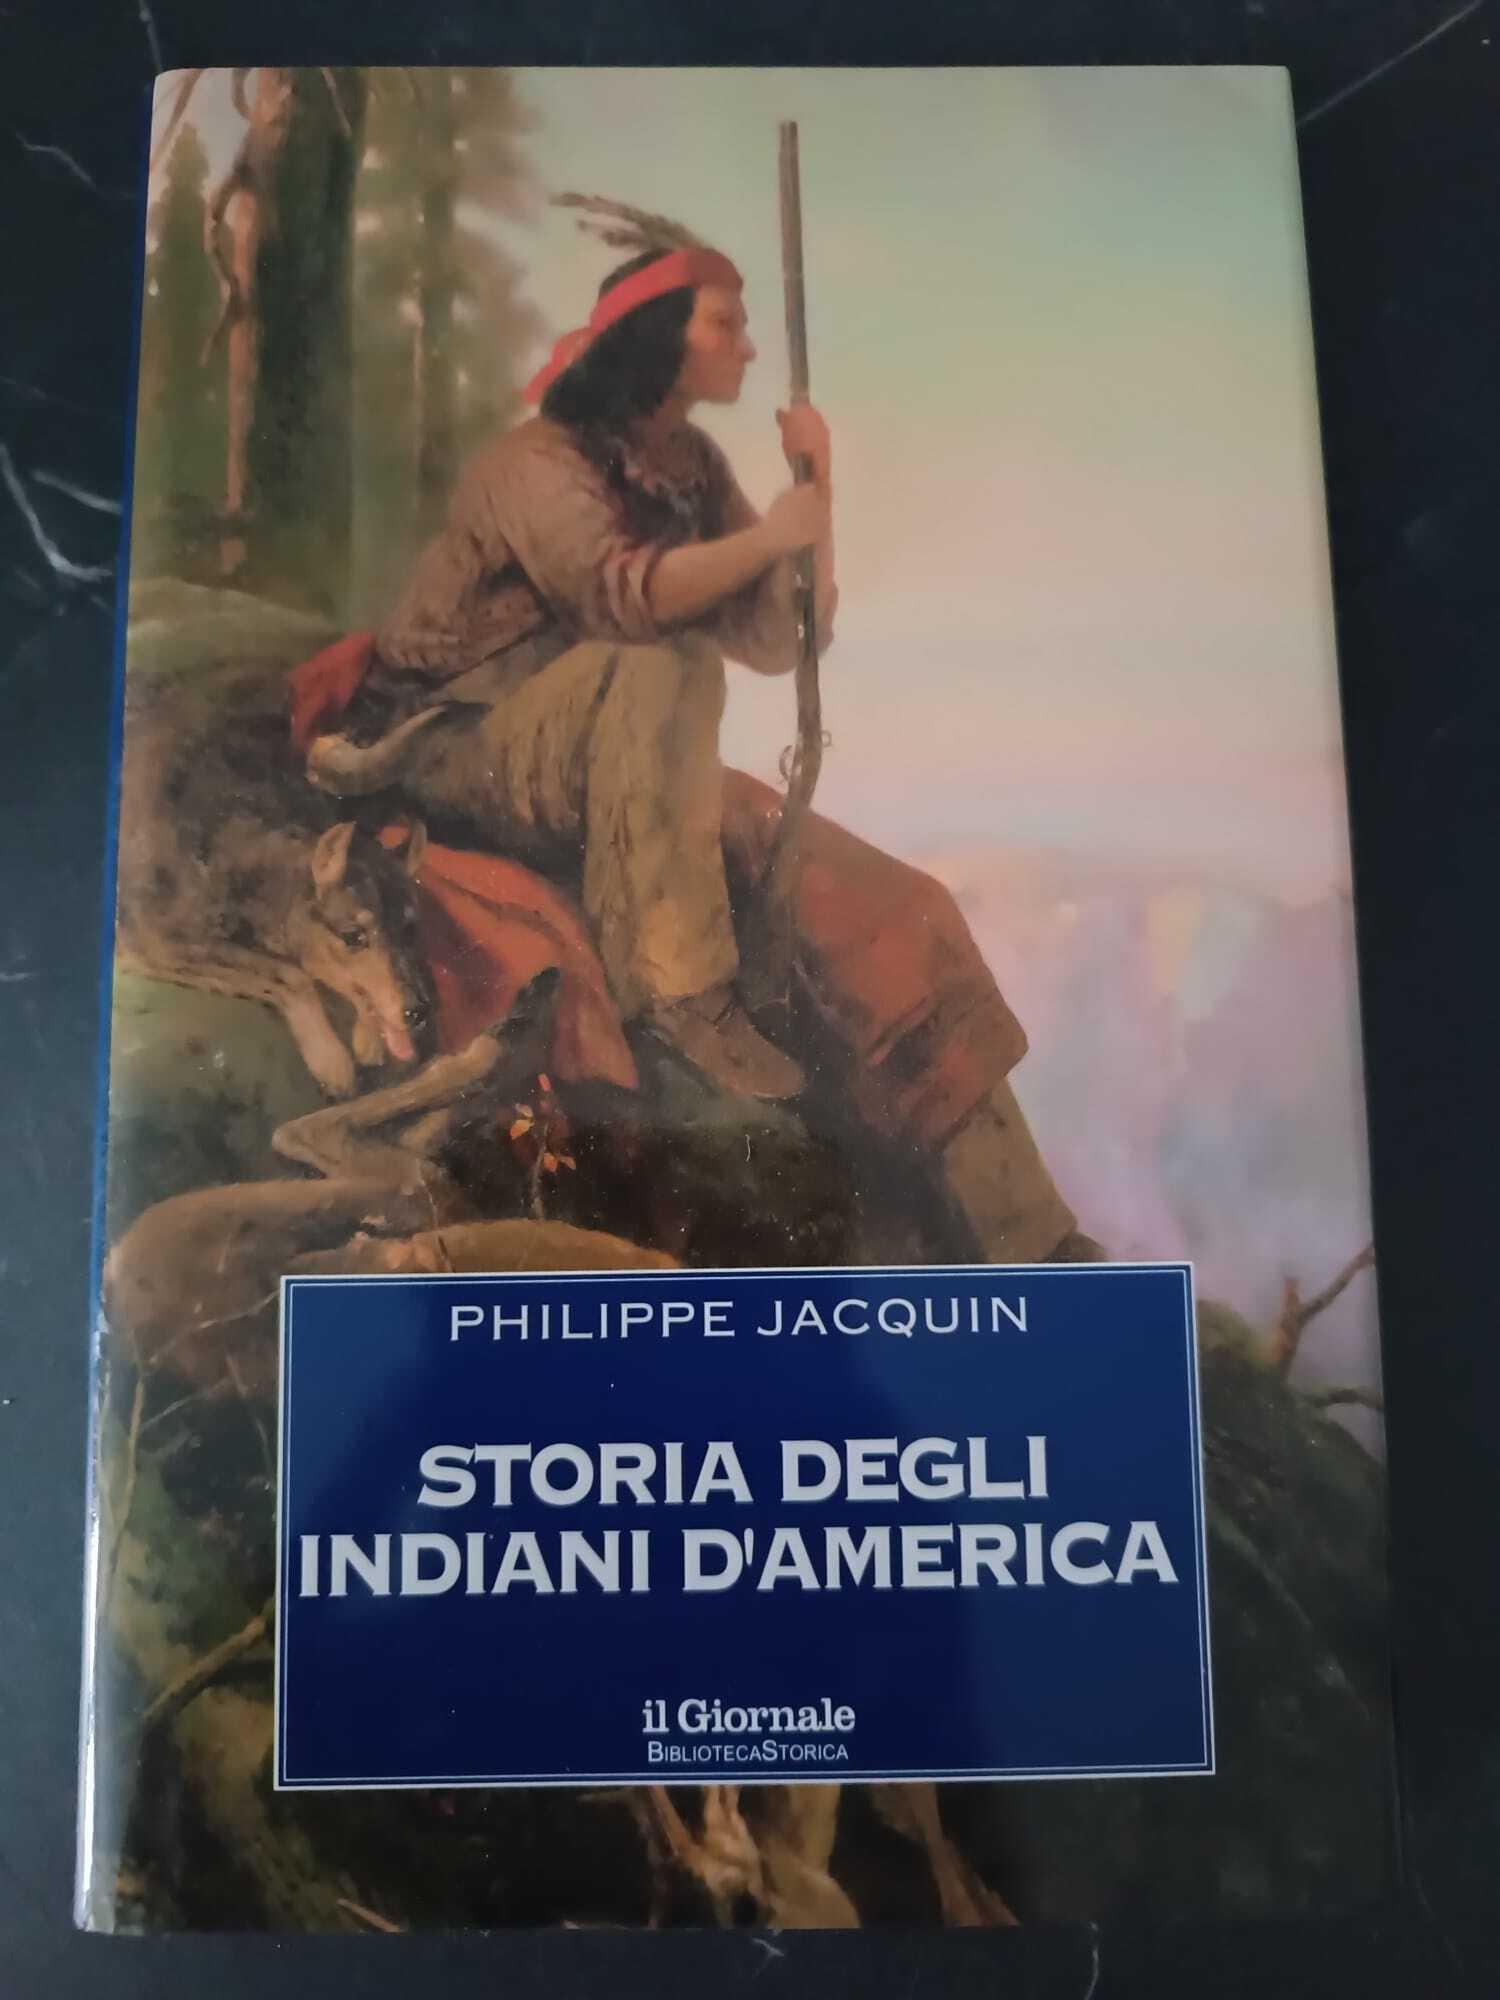 PHILIPPE JACQUIN
STORIA DEGLI
INDIANI D'AMERICA
il Giornale
BIBLIOTECASTORICA